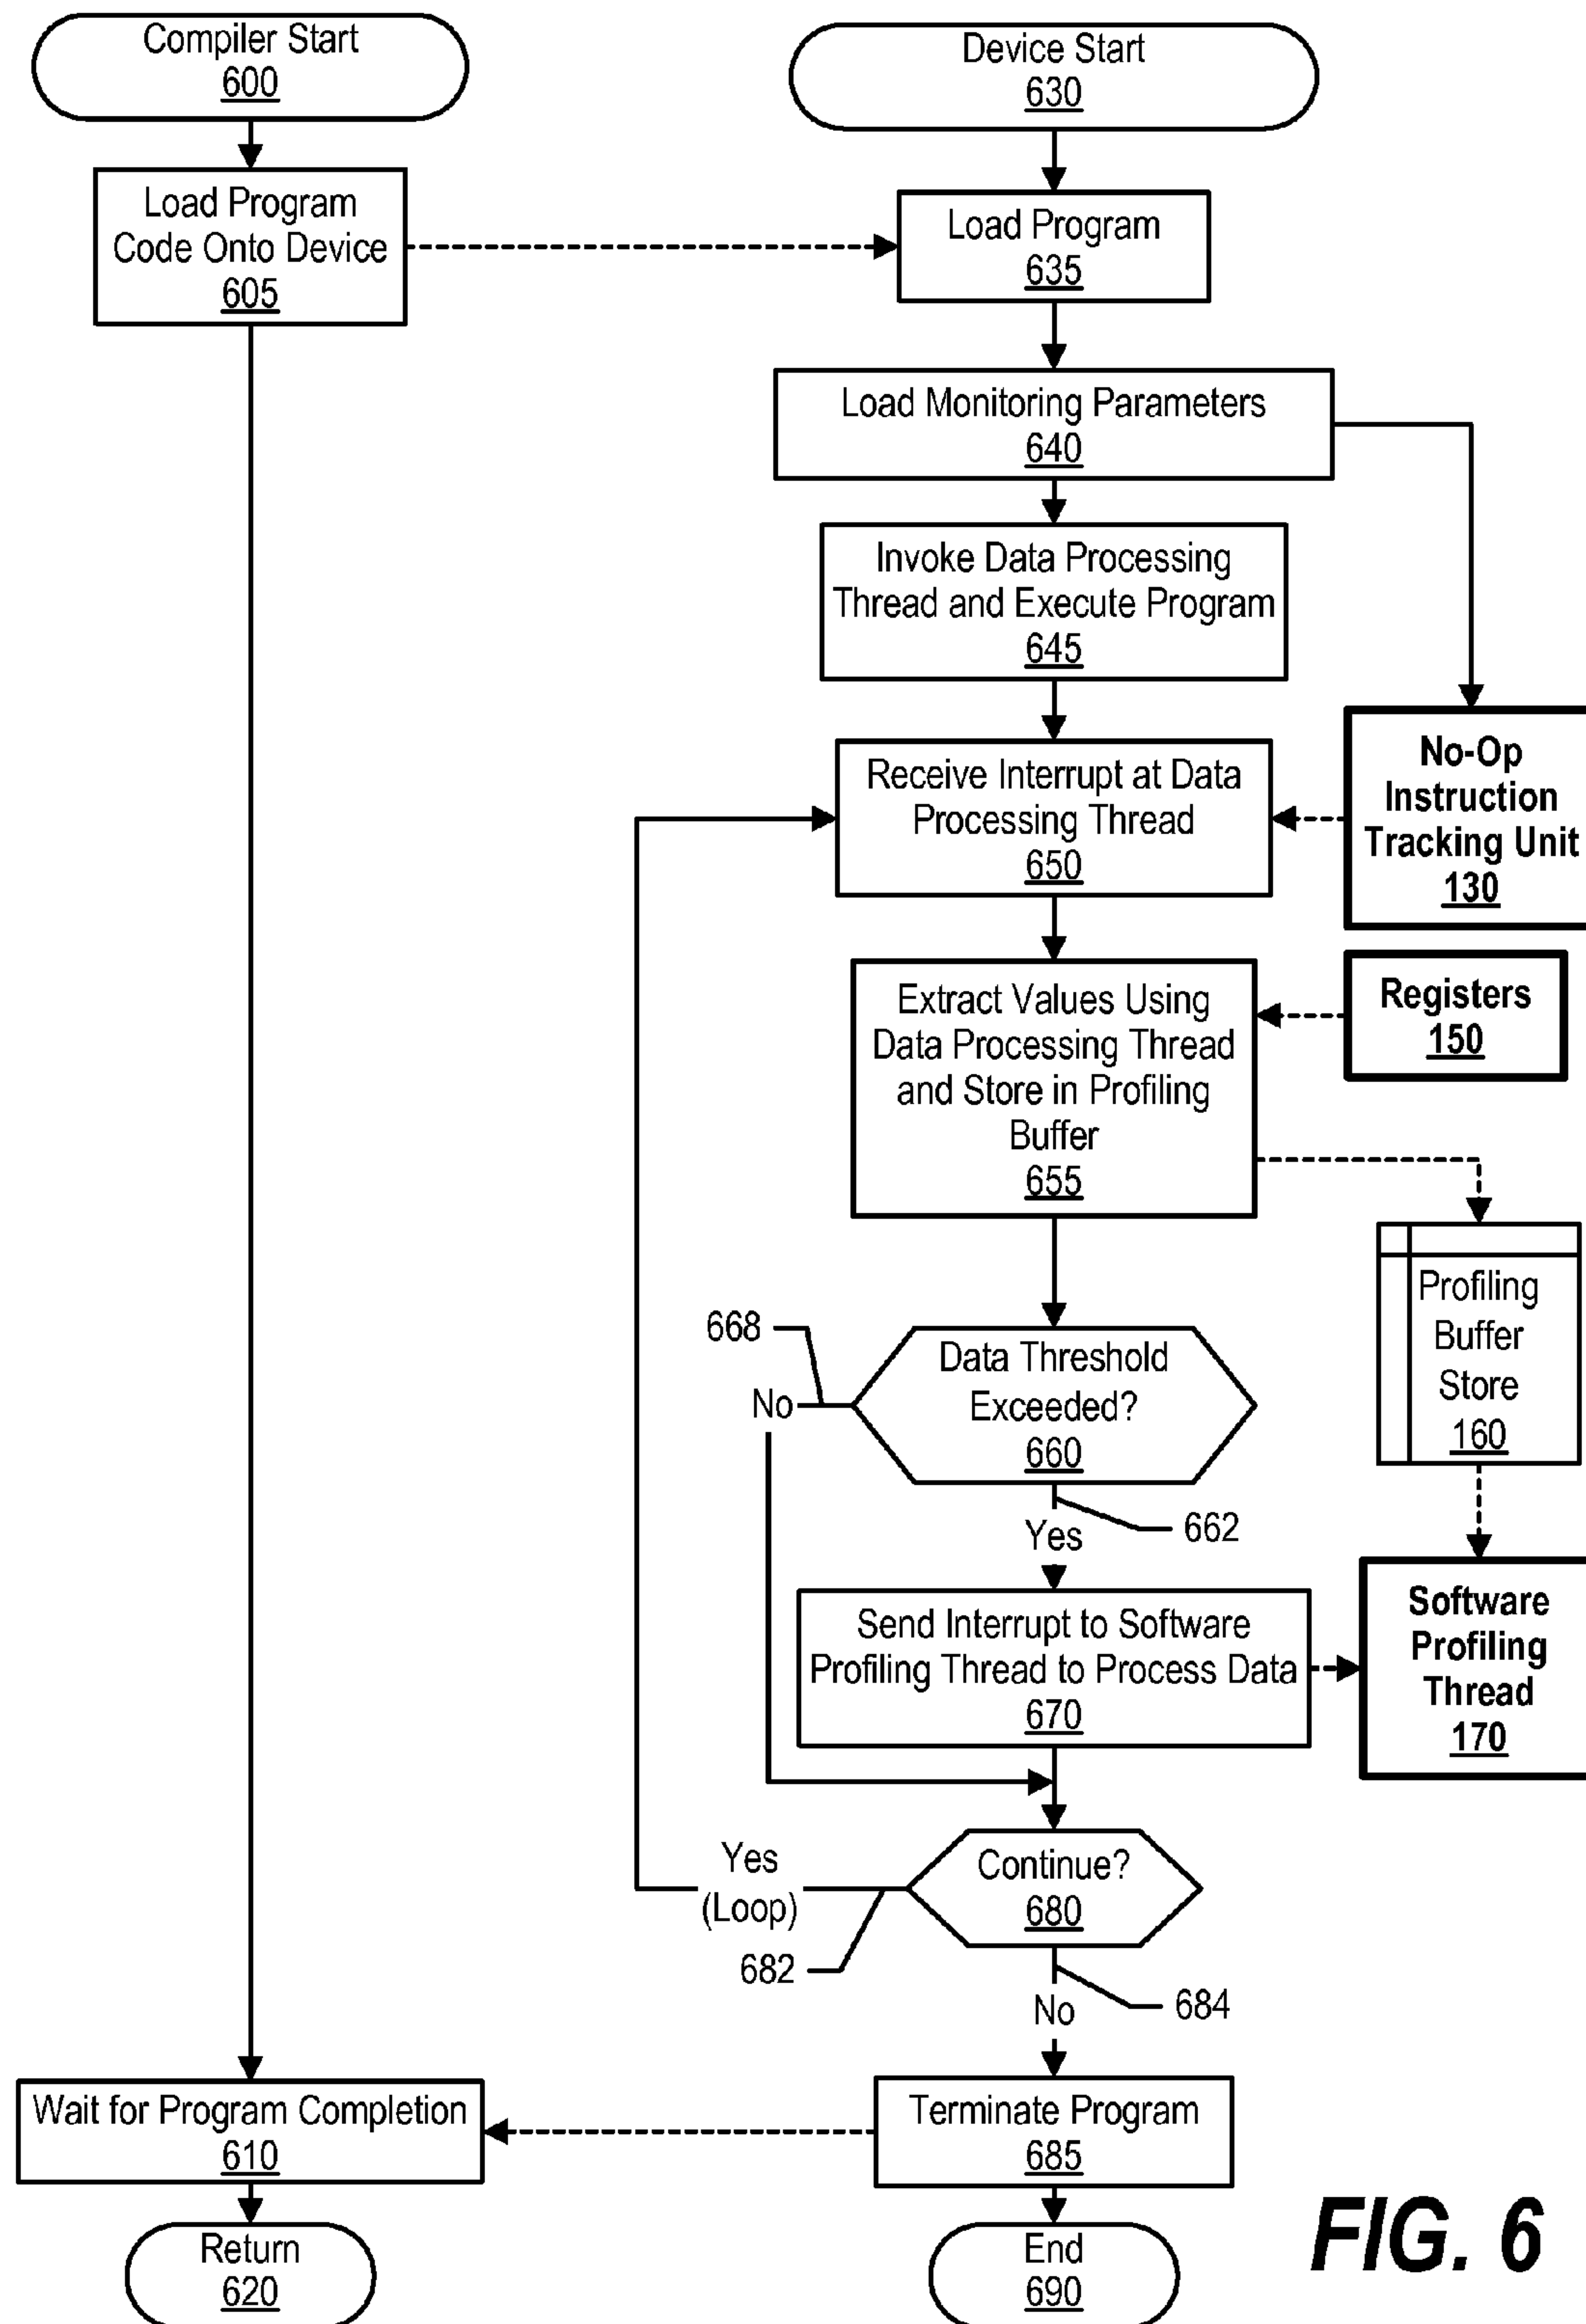 Compiler Start
600
Device Start
630
Load Program
Code Onto Device
605
Load Program
635
Load Monitoring Parameters
640
Invoke Data Processing
Thread and Execute Program
645
Receive Interrupt at Data
Processing Thread
650
No-Op
Instruction
Tracking Unit
130
Extract Values Using
Data Processing Thread
and Store in Profiling
Buffer
655
Registers
150
Profiling
Buffer
Store
160
668
No
Data Threshold
Exceeded?
660
662
Yes
Send Interrupt to Software
Profiling Thread to Process Data
670
Software
Profiling
Thread
170
Yes
(Loop)
682
Continue?
680
684
No
Wait for Program Completion
610
Terminate Program
685
Return
620
End
690
FIG. 6